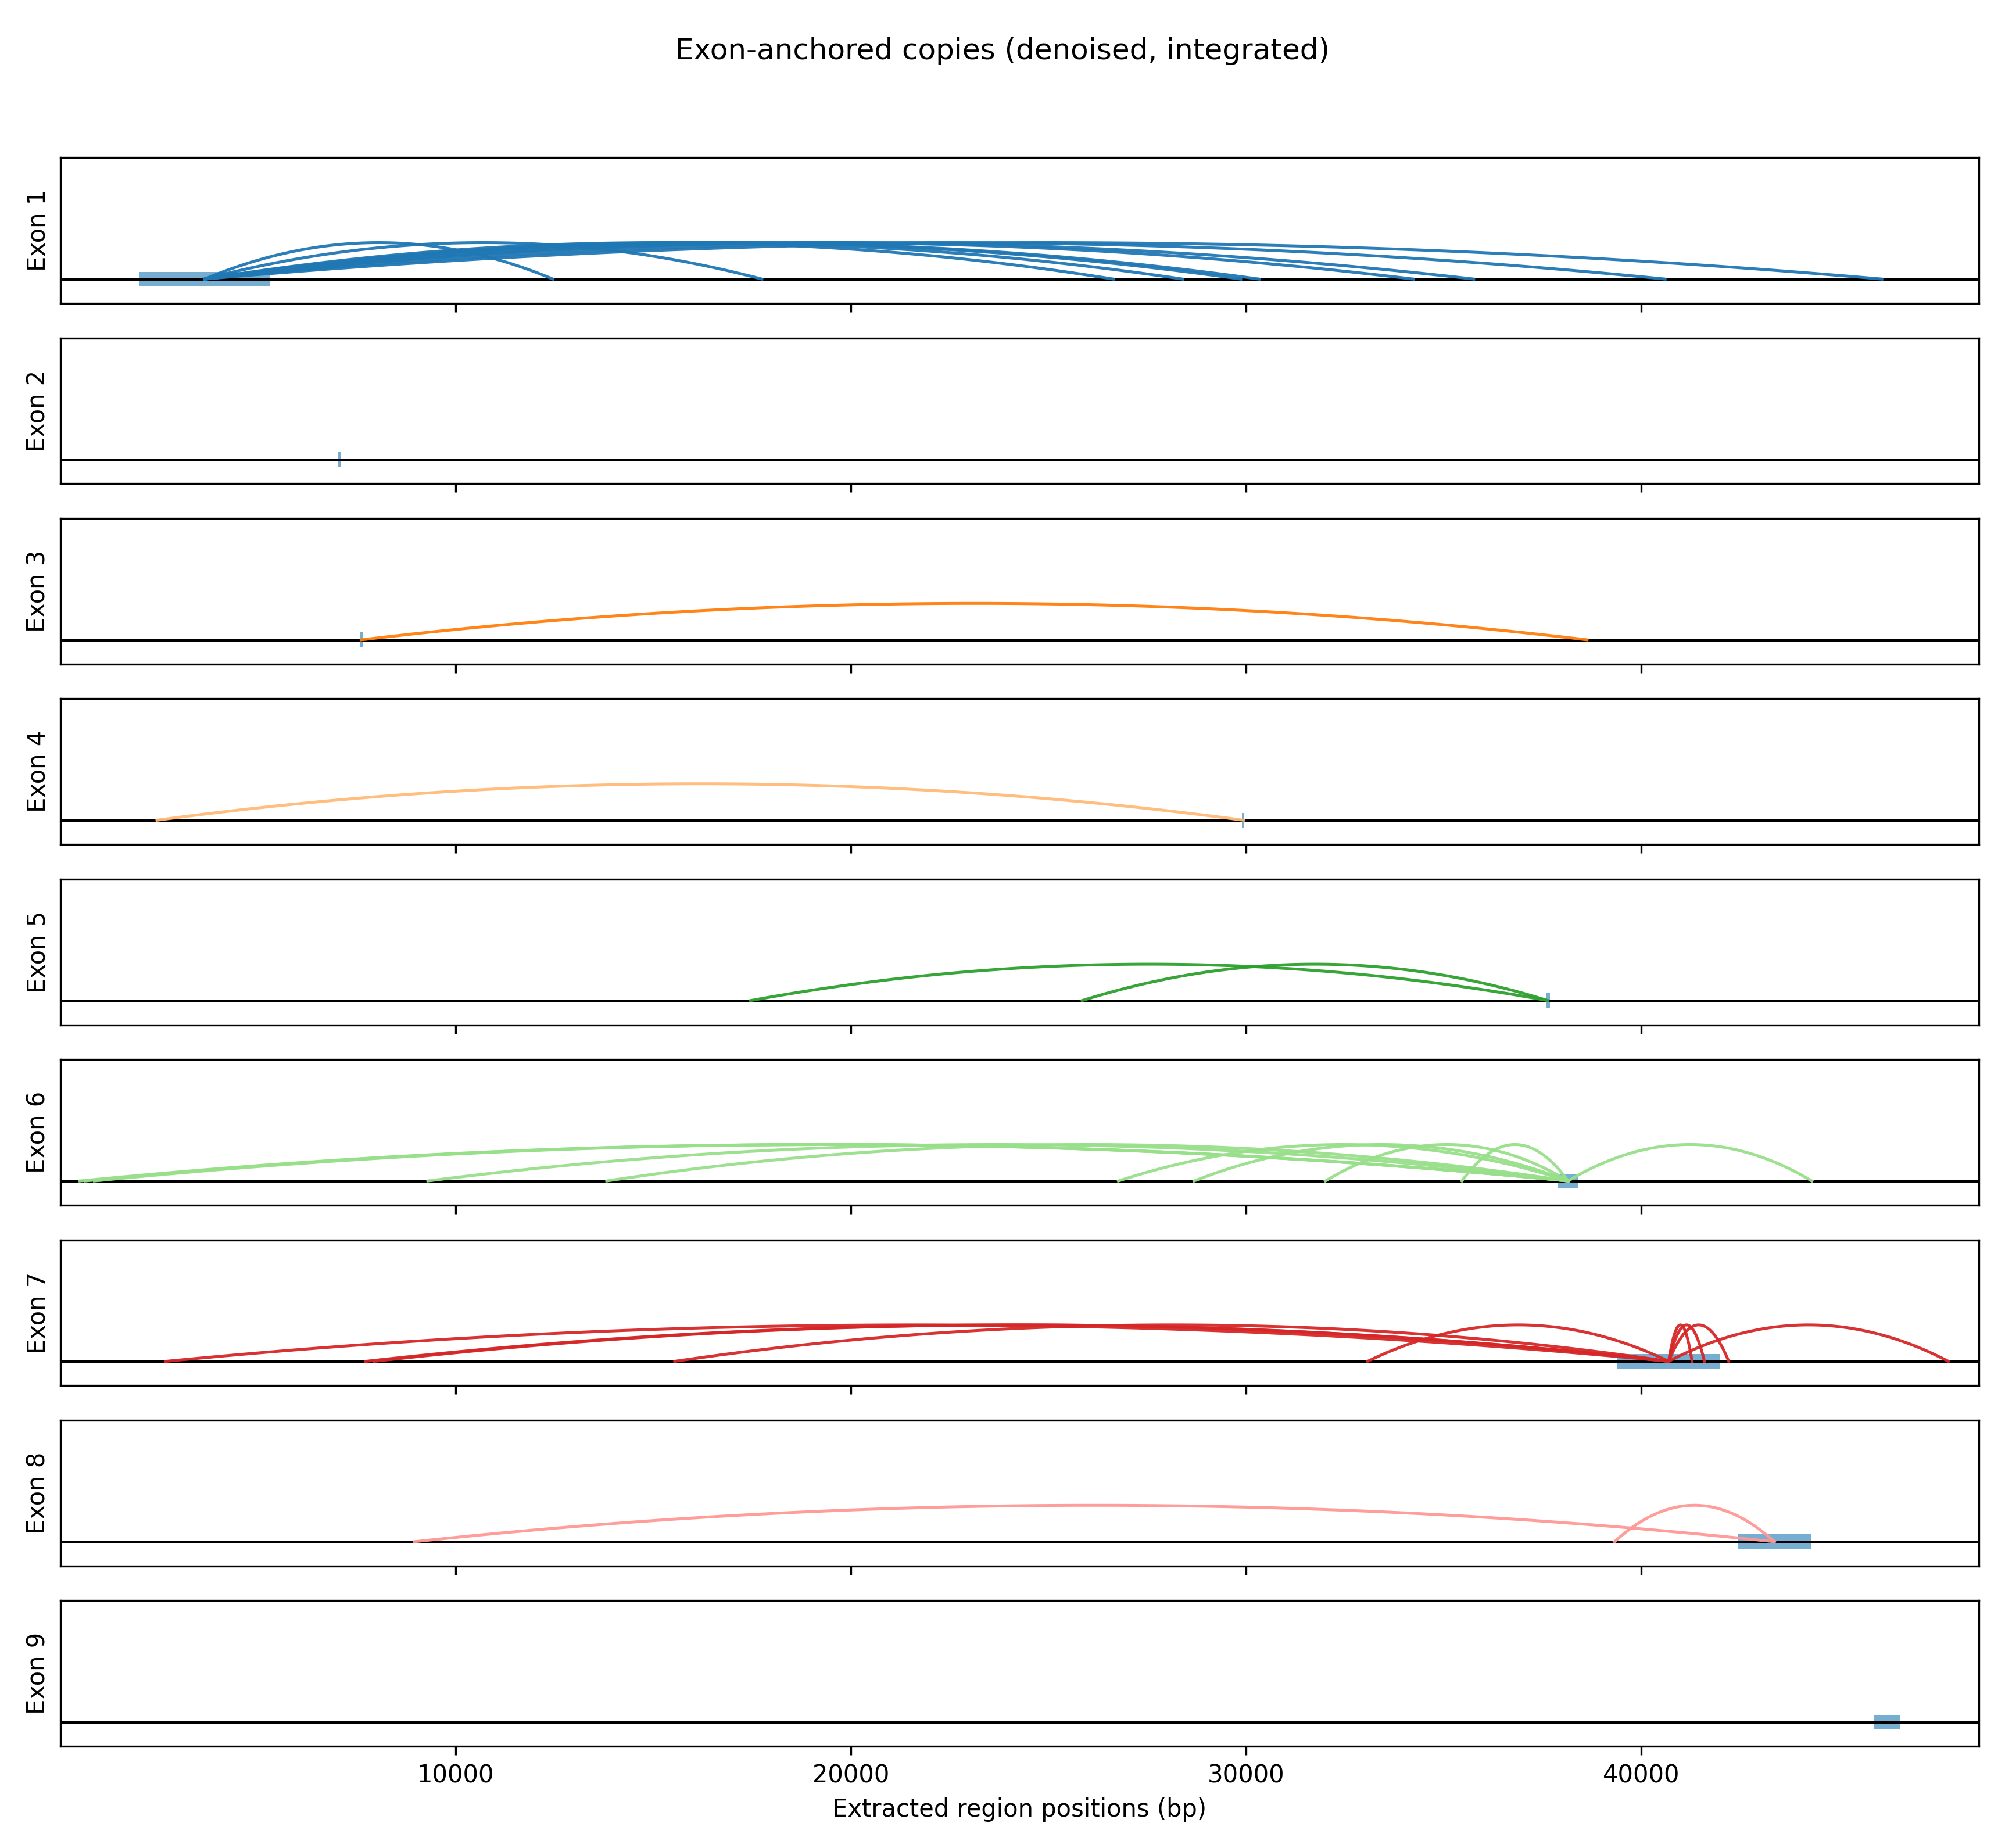 Exon-anchored copies (denoised, integrated)
Exon 1
Exon 2
Exon 3
Exon 4
Exon 5
Exon 6
Exon 7
Exon 8
Exon 9
10000 20000 30000 40000
Extracted region positions (bp)